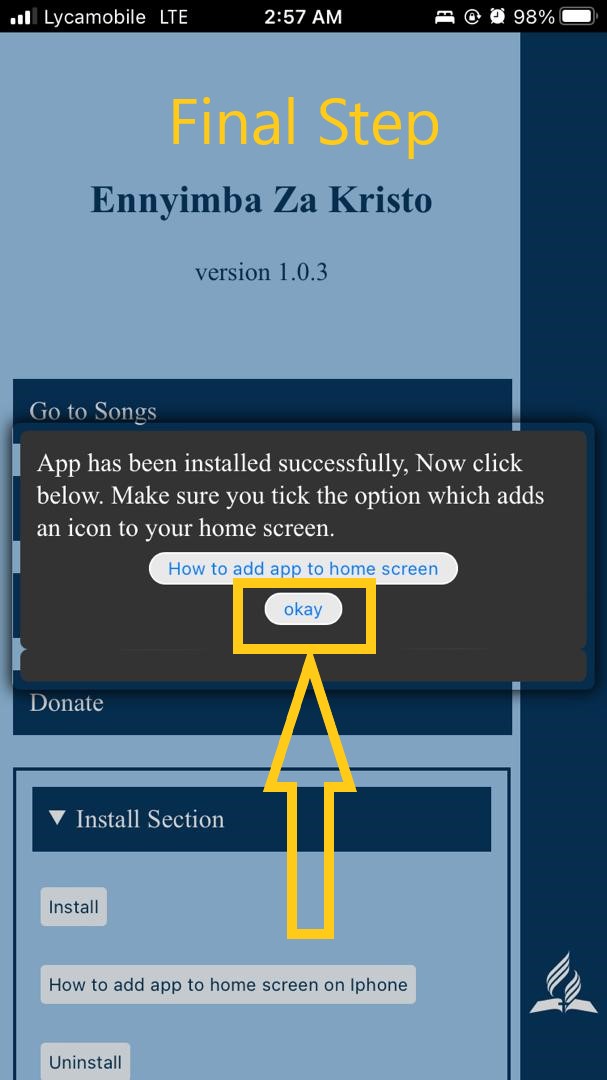 Lycamobile LTE 2:57 AM 98%
Final Step
Ennyimba Za Kristo
version 1.0.3
Go to Songs
App has been installed successfully, Now click
below. Make sure you tick the option which adds
an icon to your home screen.
How to add app to home screen
okay
Donate
▼ Install Section
Install
How to add app to home screen on Iphone
Uninstall